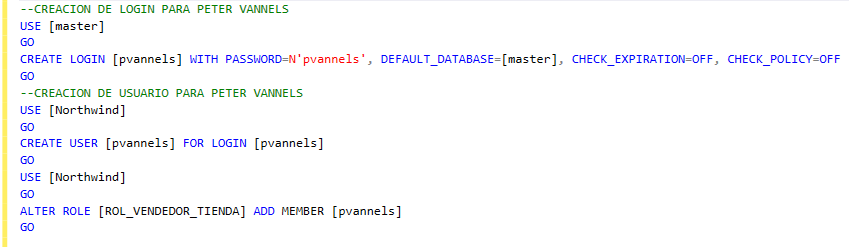 --CREACION DE LOGIN PARA PETER VANNELS
USE [master]
GO
CREATE LOGIN [pvannels] WITH PASSWORD=N'pvannels', DEFAULT_DATABASE=[master], CHECK_EXPIRATION=OFF, CHECK_POLICY=OFF
GO
--CREACION DE USUARIO PARA PETER VANNELS
USE [Northwind]
GO
CREATE USER [pvannels] FOR LOGIN [pvannels]
GO
USE [Northwind]
GO
ALTER ROLE [ROL_VENDEDOR_TIENDA] ADD MEMBER [pvannels]
GO